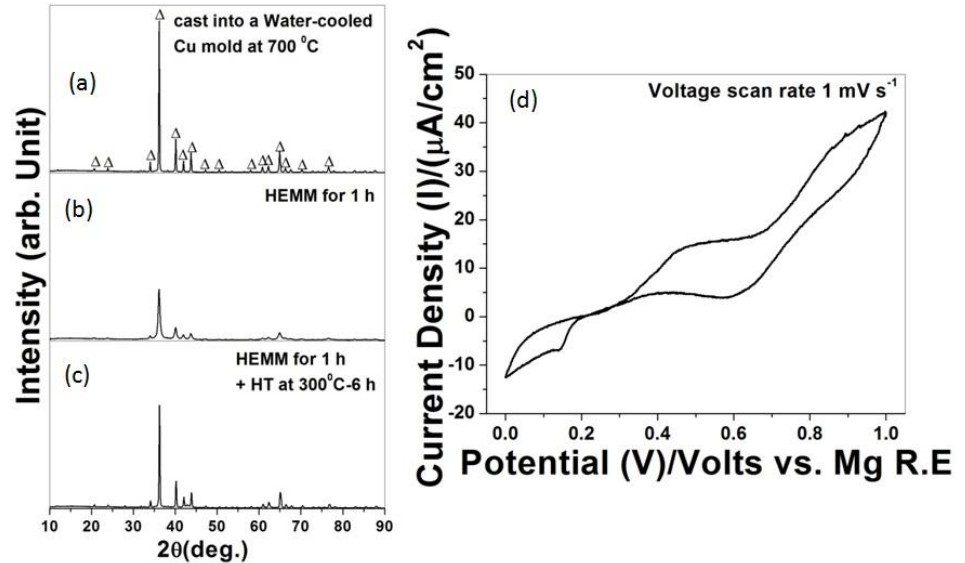 (a)
cast into a Water-cooled
Cu mold at 700 ⁰C
(b)
HEMM for 1 h
(c)
HEMM for 1 h
+ HT at 300⁰C-6 h
Intensity (arb. Unit)
10 20 30 40 50 60 70 80 90
2θ(deg.)
(d)
Voltage scan rate 1 mV s⁻¹
Current Density (I)/(μA/cm²)
50
40
30
20
10
0
-10
-20
0.0 0.2 0.4 0.6 0.8 1.0
Potential (V)/Volts vs. Mg R.E